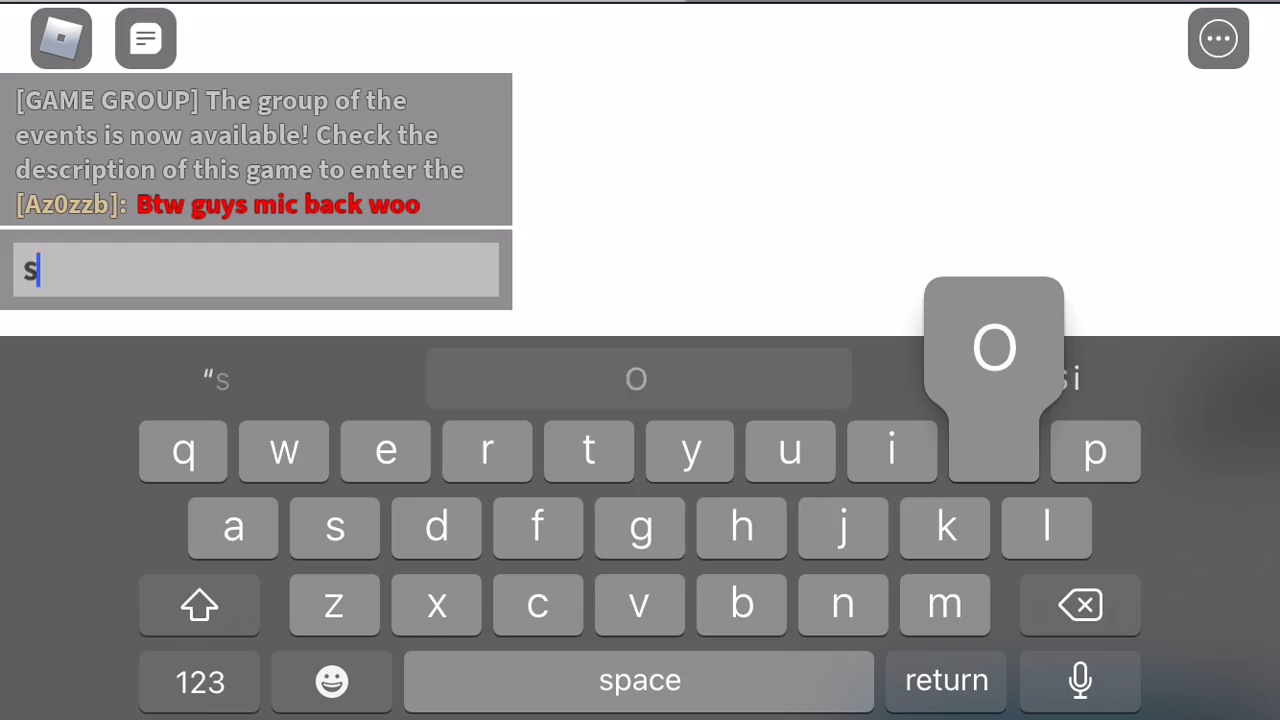 [GAME GROUP] The group of the
events is now available! Check the
description of this game to enter the
[Az0zzb]: Btw guys mic back woo
s
O
“s O si
q w e r t y u i p
a s d f g h j k l
z x c v b n m
123 space return